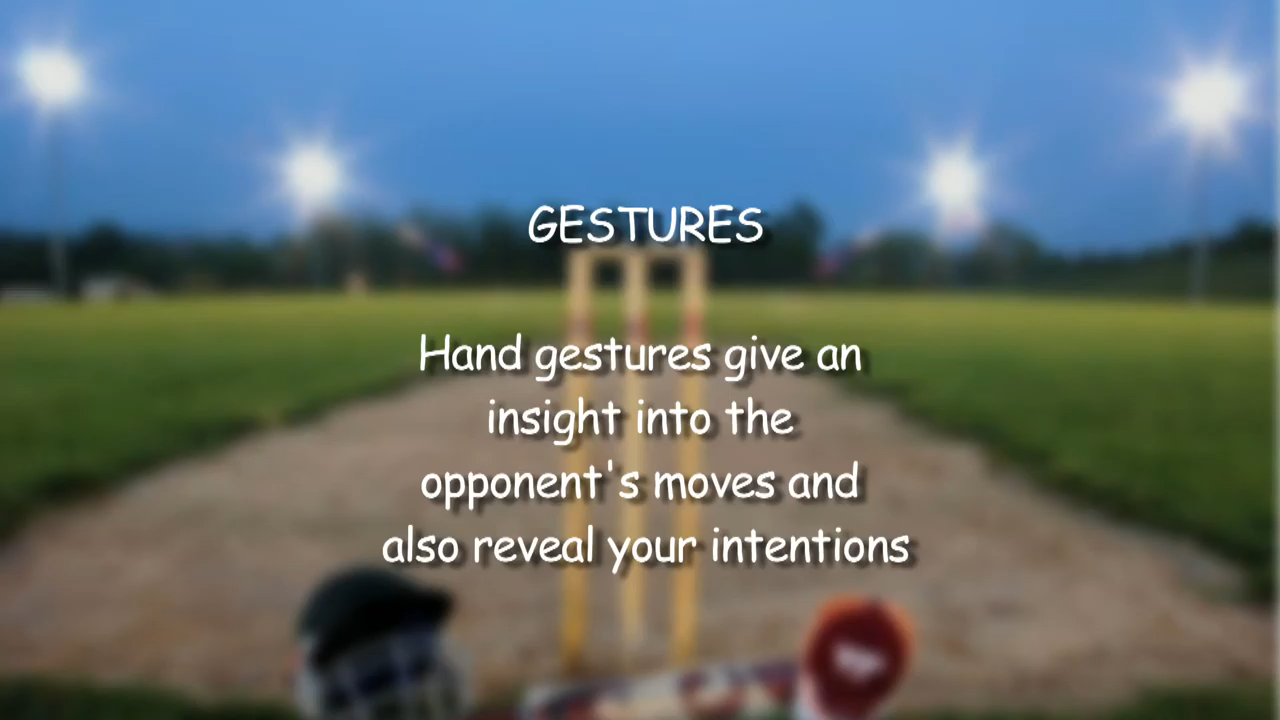 GESTURES
Hand gestures give an
insight into the
opponent's moves and
also reveal your intentions